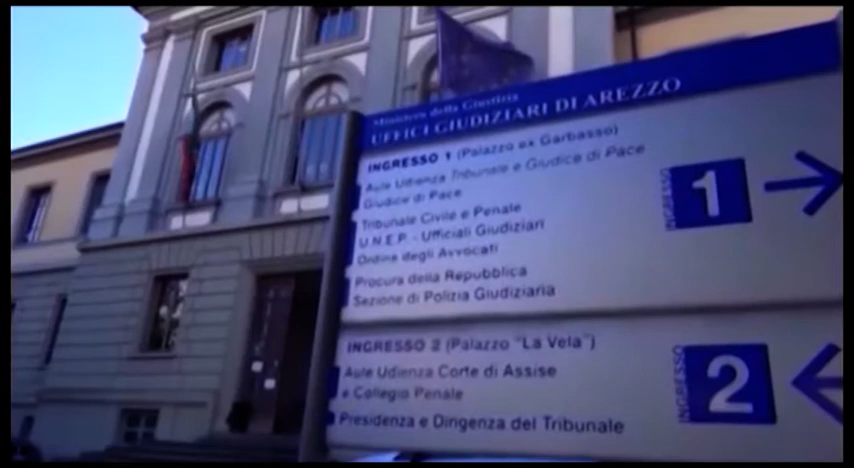 Ministero della Giustizia
UFFICI GIUDIZIARI DI AREZZO
INGRESSO 1 (Palazzo ex Garbasso)
Aule Udienza Tribunale e Giudice di Pace
Giudice di Pace
Tribunale Civile e Penale
U.N.E.P. - Ufficiali Giudiziari
Ordine degli Avvocati
Procura della Repubblica
Sezione di Polizia Giudiziaria
INGRESSO
1
INGRESSO 2 (Palazzo "La Vela")
Aule Udienza Corte di Assise
e Collegio Penale
Presidenza e Dirigenza del Tribunale
INGRESSO
2